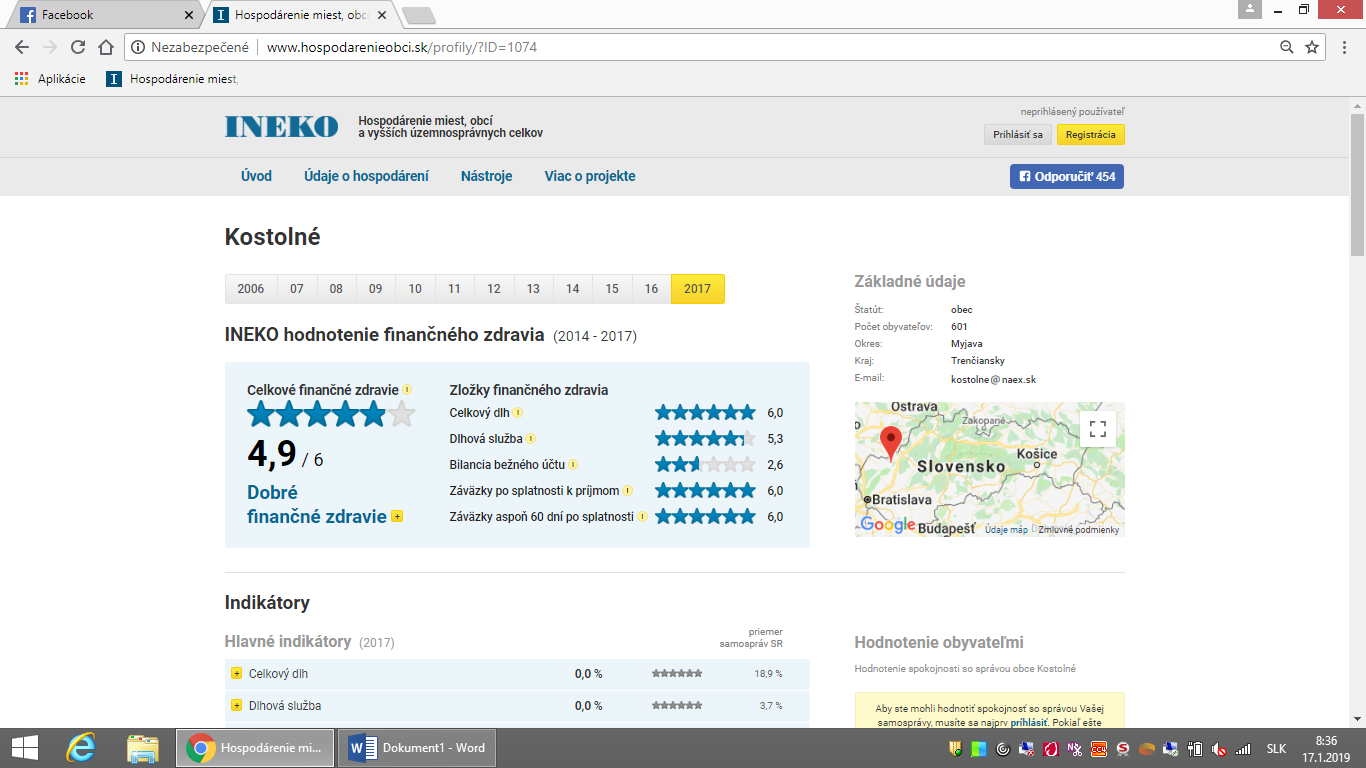 Facebook
Hospodárenie miest, obc
Nezabezpečené
www.hospodarenieobci.sk/profily/?ID=1074
Aplikácie
Hospodárenie miest,
INEKO
Hospodárenie miest, obcí
a vyšších územnosprávnych celkov
neprihlásený používateľ
Prihlásiť sa
Registrácia
Úvod
Údaje o hospodárení
Nástroje
Viac o projekte
Odporučiť 454
Kostolné
2006 07 08 09 10 11 12 13 14 15 16 2017
INEKO hodnotenie finančného zdravia (2014 - 2017)
Celkové finančné zdravie
4,9 / 6
Dobré
finančné zdravie
Zložky finančného zdravia
Celkový dlh 6,0
Dlhová služba 5,3
Bilancia bežného účtu 2,6
Záväzky po splatnosti k príjmom 6,0
Záväzky aspoň 60 dní po splatnosti 6,0
Základné údaje
Štatút: obec
Počet obyvateľov: 601
Okres: Myjava
Kraj: Trenčiansky
E-mail: kostolne@naex.sk
Ostrava
Zakopane
Košice
Slovensko
Bratislava
Google
Budapešť
Údaje máp
Zmluvné podmienky
Indikátory
Hlavné indikátory (2017)
priemer
samospráv SR
Celkový dlh 0,0 % 18,9 %
Dlhová služba 0,0 % 3,7 %
Hodnotenie obyvateľmi
Hodnotenie spokojnosti so správou obce Kostolné
Aby ste mohli hodnotiť spokojnosť so správou Vašej
samosprávy, musíte sa najprv prihlásiť. Pokiaľ ešte
Hospodárenie mi...
Dokument1 - Word
SLK
8:36
17.1.2019